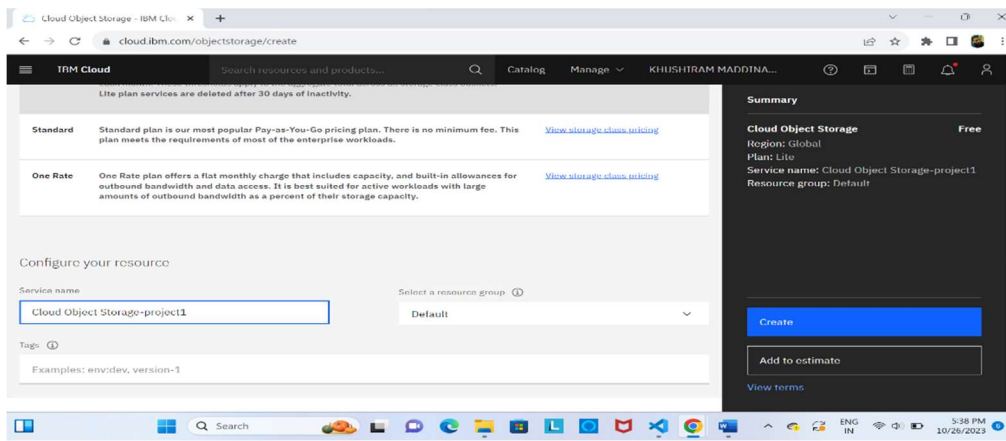 Cloud Object Storage - IBM Clou
cloud.ibm.com/objectstorage/create
IBM Cloud
Search resources and products...
Catalog
Manage
KHUSHIRAM MADDINA...
Lite plan services are deleted after 30 days of inactivity.
Standard
Standard plan is our most popular Pay-as-You-Go pricing plan. There is no minimum fee. This
plan meets the requirements of most of the enterprise workloads.
View storage class pricing
One Rate
One Rate plan offers a flat monthly charge that includes capacity, and built-in allowances for
outbound bandwidth and data access. It is best suited for active workloads with large
amounts of outbound bandwidth as a percent of their storage capacity.
View storage class pricing
Configure your resource
Service name
Cloud Object Storage-project1
Select a resource group
Default
Tags
Examples: env:dev, version-1
Summary
Cloud Object Storage Free
Region: Global
Plan: Lite
Service name: Cloud Object Storage-project1
Resource group: Default
Create
Add to estimate
View terms
Search
ENG
IN
5:38 PM
10/26/2023